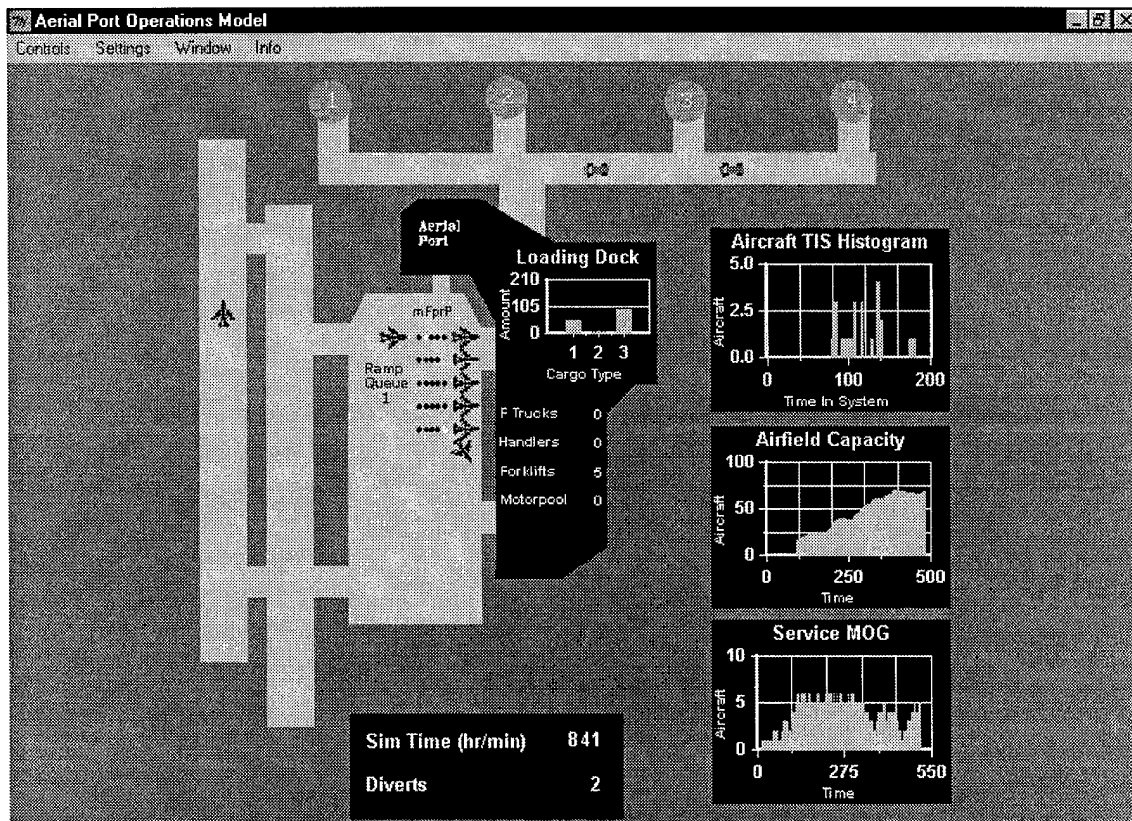 Aerial Port Operations Model
Controls Settings Window Info
1
2
3
4
Aerial
Port
mFprP
Ramp
Queue
1
Loading Dock
Amount
210
105
0
1 2 3
Cargo Type
F Trucks 0
Handlers 0
Forklifts 5
Motorpool 0
Aircraft TIS Histogram
Aircraft
5.0
2.5
0.0
0 100 200
Time In System
Airfield Capacity
Aircraft
100
50
0
0 250 500
Time
Service MOG
Aircraft
10
5
0
0 275 550
Time
Sim Time (hr/min) 841
Diverts 2